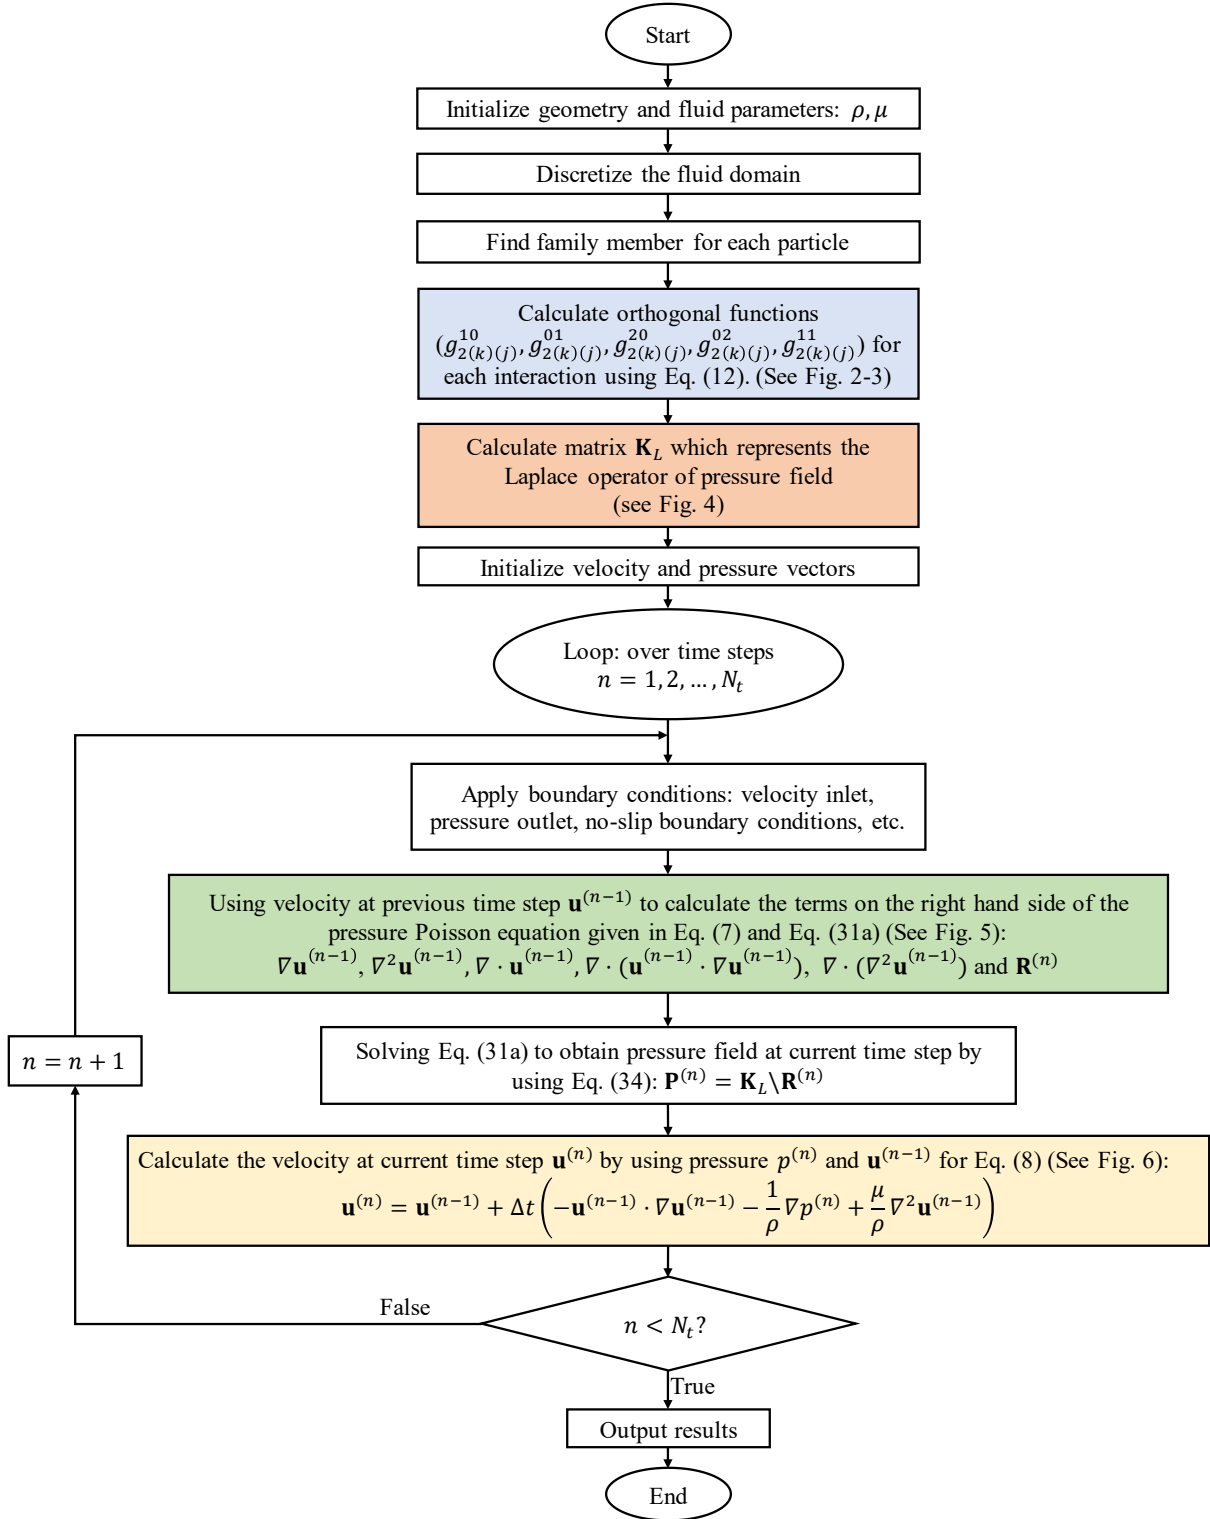 Start
Initialize geometry and fluid parameters: ρ, μ
Discretize the fluid domain
Find family member for each particle
Calculate orthogonal functions
(g_{2(k)(j)}^{10}, g_{2(k)(j)}^{01}, g_{2(k)(j)}^{20}, g_{2(k)(j)}^{02}, g_{2(k)(j)}^{11}) for
each interaction using Eq. (12). (See Fig. 2-3)
Calculate matrix K_L which represents the
Laplace operator of pressure field
(see Fig. 4)
Initialize velocity and pressure vectors
Loop: over time steps
n = 1, 2, … , N_t
Apply boundary conditions: velocity inlet,
pressure outlet, no-slip boundary conditions, etc.
Using velocity at previous time step u^{(n−1)} to calculate the terms on the right hand side of the
pressure Poisson equation given in Eq. (7) and Eq. (31a) (See Fig. 5):
∇u^{(n−1)}, ∇²u^{(n−1)}, ∇ · u^{(n−1)}, ∇ · (u^{(n−1)} · ∇u^{(n−1)}), ∇ · (∇²u^{(n−1)}) and R^{(n)}
n = n + 1
Solving Eq. (31a) to obtain pressure field at current time step by
using Eq. (34): P^{(n)} = K_L\R^{(n)}
Calculate the velocity at current time step u^{(n)} by using pressure p^{(n)} and u^{(n−1)} for Eq. (8) (See Fig. 6):
u^{(n)} = u^{(n−1)} + Δt(−u^{(n−1)} · ∇u^{(n−1)} − \frac{1}{ρ}∇p^{(n)} + \frac{μ}{ρ}∇²u^{(n−1)})
False
n < N_t?
True
Output results
End